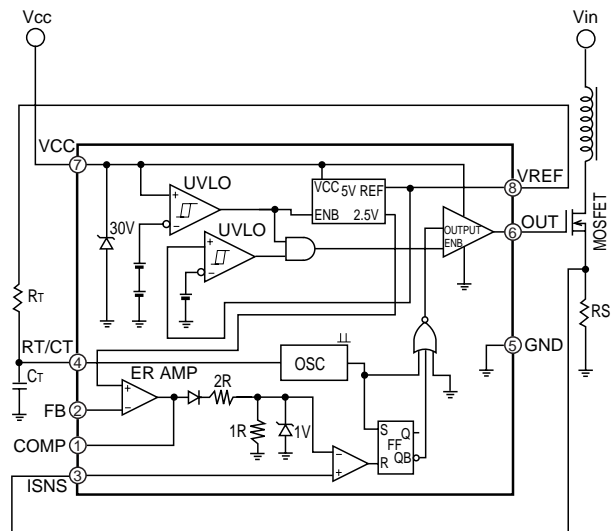 Vcc
Vin
VCC
7
UVLO
VCC
5V REF
ENB
2.5V
8
VREF
30V
UVLO
OUTPUT
ENB
6
OUT
MOSFET
RT
RS
RT/CT
4
OSC
5
GND
CT
ER AMP
2R
FB
2
1R
1V
S
Q
FF
R
QB
COMP
1
3
ISNS
+
−
+
−
+
−
−
+